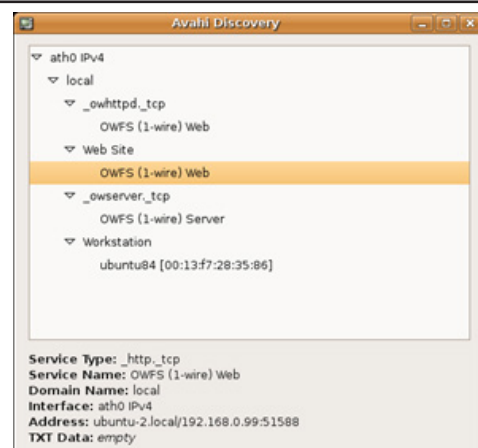 Avahi Discovery
ath0 IPv4
local
_owhttpd._tcp
OWFS (1-wire) Web
Web Site
OWFS (1-wire) Web
_owserver._tcp
OWFS (1-wire) Server
Workstation
ubuntu84 [00:13:f7:28:35:86]
Service Type: _http._tcp
Service Name: OWFS (1-wire) Web
Domain Name: local
Interface: ath0 IPv4
Address: ubuntu-2.local/192.168.0.99:51588
TXT Data: empty